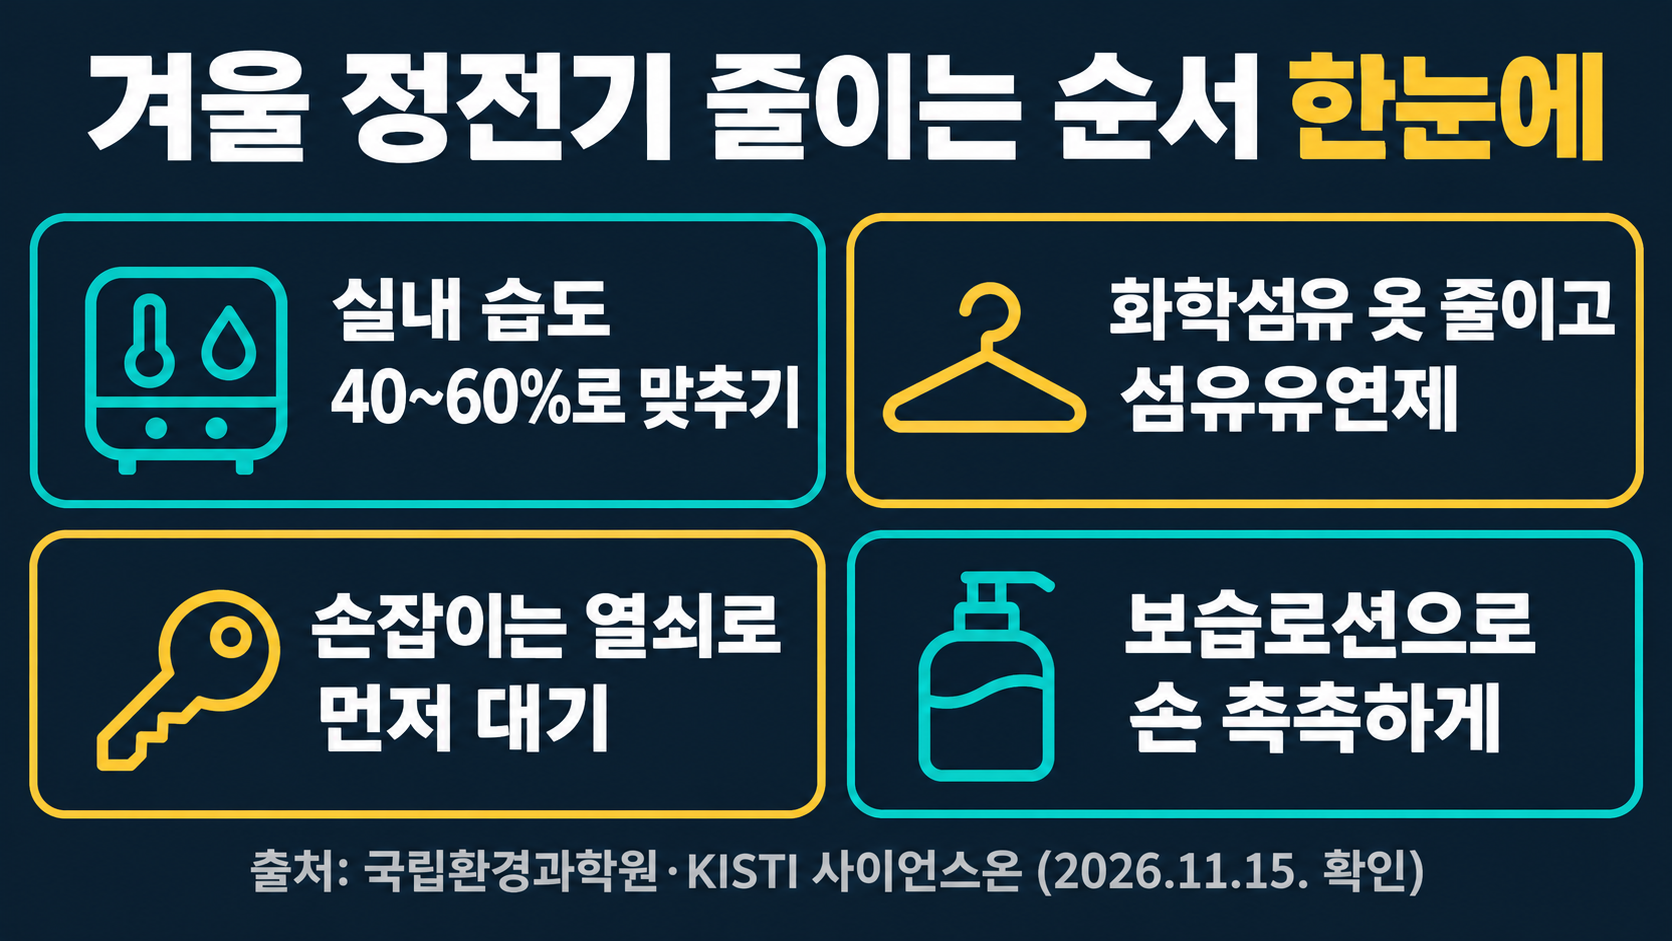 겨울 정전기 줄이는 순서 한눈에
실내 습도
40~60%로 맞추기
화학섬유 옷 줄이고
섬유유연제
손잡이는 열쇠로
먼저 대기
보습로션으로
손 촉촉하게
출처: 국립환경과학원·KISTI 사이언스온 (2026.11.15. 확인)